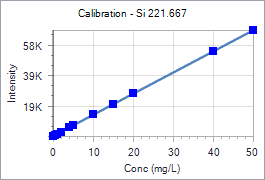 Calibration - Si 221.667
Intensity
58K
39K
19K
0 10 20 30 40 50
Conc (mg/L)